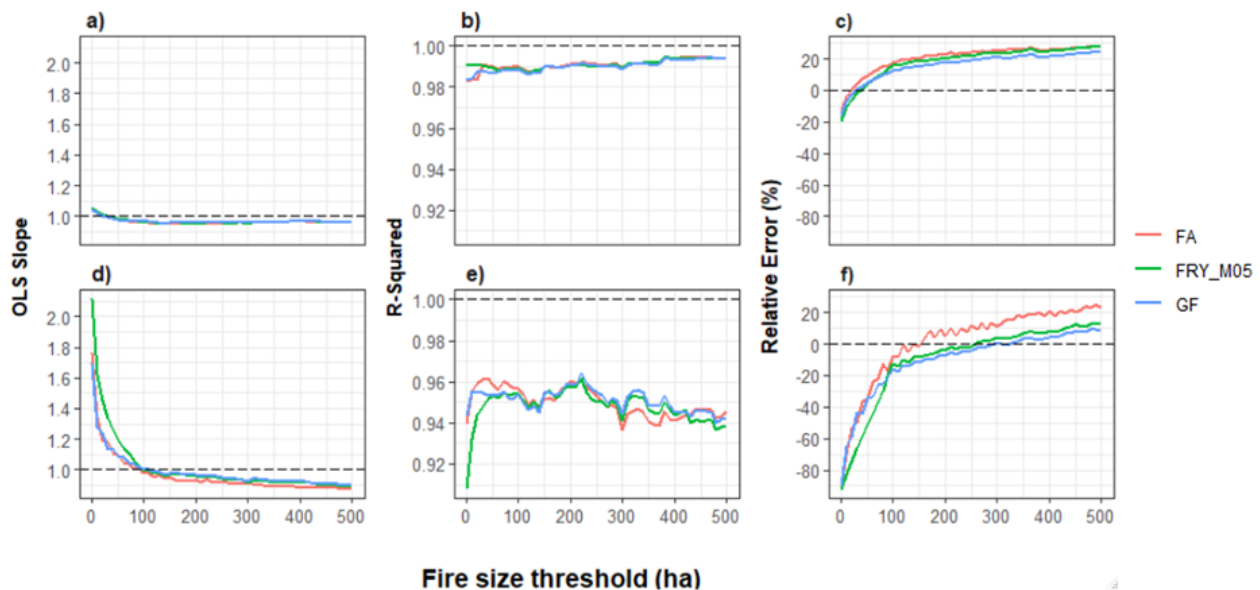 a)
b)
c)
OLS Slope
2.0
1.8
1.6
1.4
1.2
1.0
R-Squared
1.00
0.98
0.96
0.94
0.92
Relative Error (%)
20
0
-20
-40
-60
-80
FA
FRY_M05
GF
d)
e)
f)
2.0
1.8
1.6
1.4
1.2
1.0
1.00
0.98
0.96
0.94
0.92
20
0
-20
-40
-60
-80
0 100 200 300 400 500
0 100 200 300 400 500
0 100 200 300 400 500
Fire size threshold (ha)